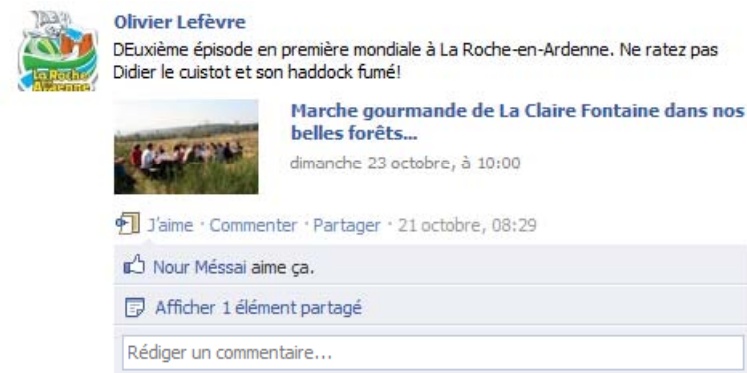 Olivier Lefèvre
DEuxième épisode en première mondiale à La Roche-en-Ardenne. Ne ratez pas
Didier le cuistot et son haddock fumé!
La Roche
Ardenne
Marche gourmande de La Claire Fontaine dans nos
belles forêts...
dimanche 23 octobre, à 10:00
J'aime · Commenter · Partager · 21 octobre, 08:29
Nour Méssai aime ça.
Afficher 1 élément partagé
Rédiger un commentaire...